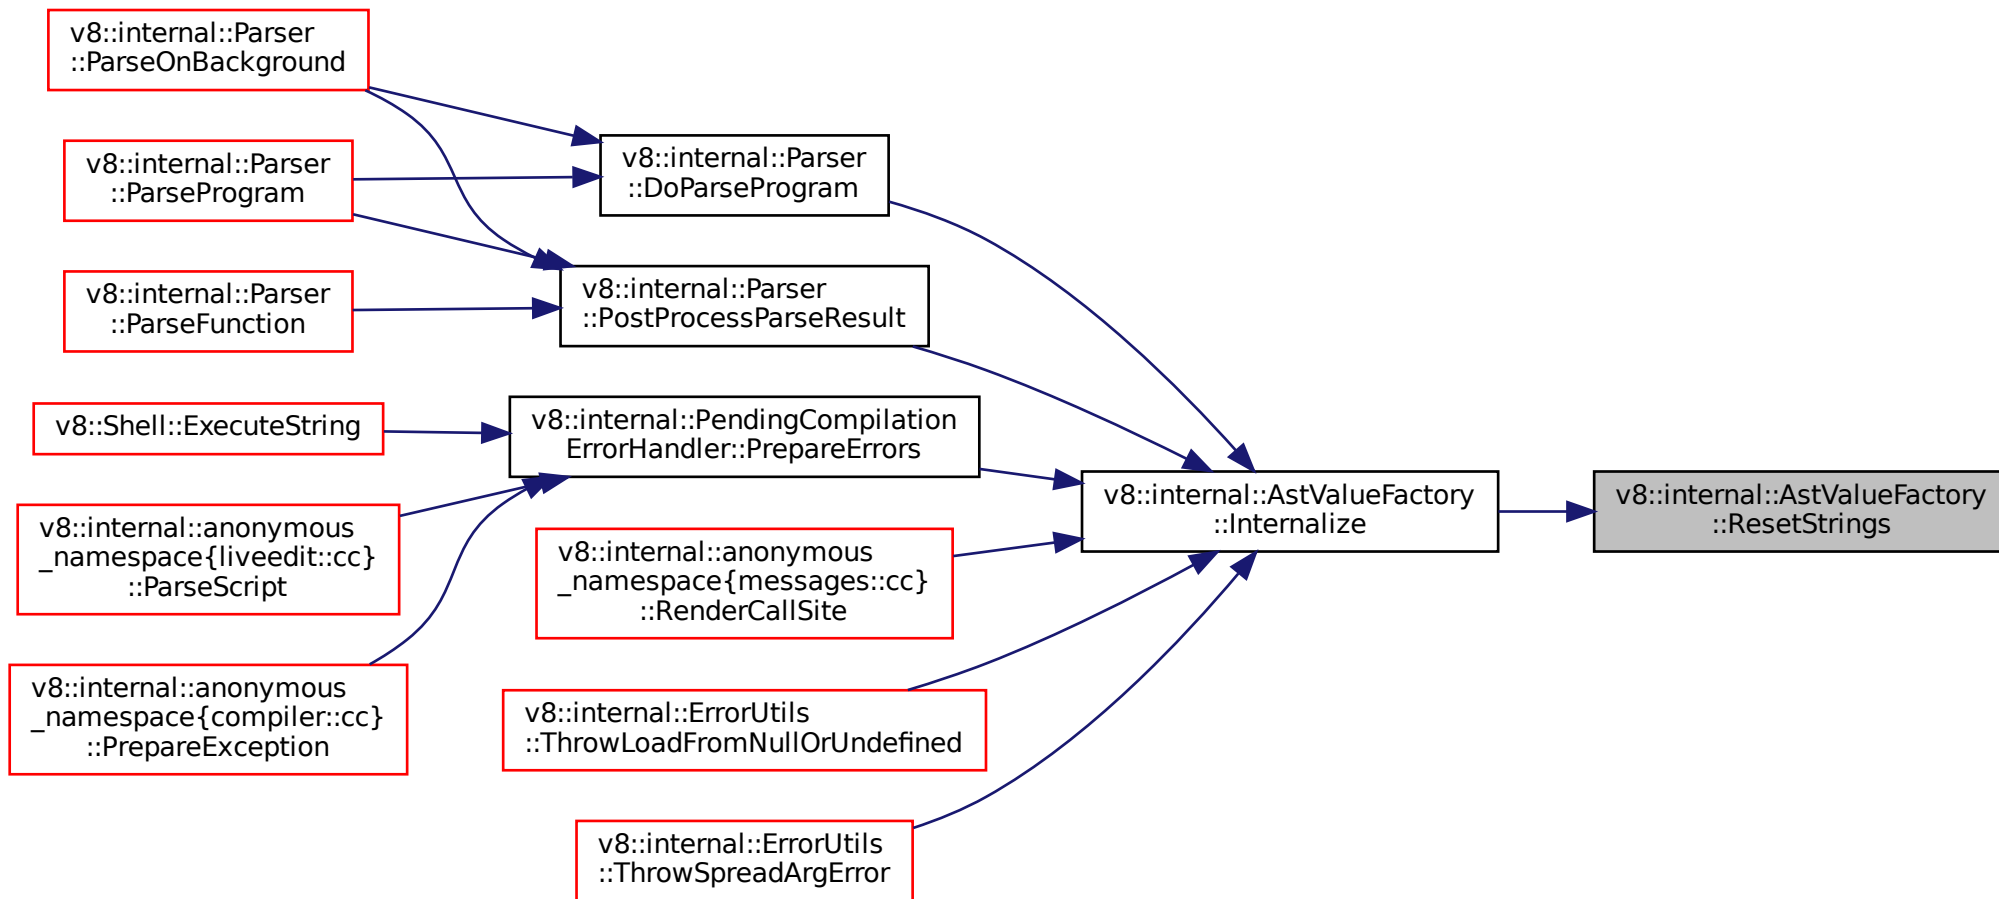 v8::internal::Parser
::ParseOnBackground
v8::internal::Parser
::ParseProgram
v8::internal::Parser
::ParseFunction
v8::Shell::ExecuteString
v8::internal::anonymous
_namespace{liveedit::cc}
::ParseScript
v8::internal::anonymous
_namespace{compiler::cc}
::PrepareException
v8::internal::Parser
::DoParseProgram
v8::internal::Parser
::PostProcessParseResult
v8::internal::PendingCompilation
ErrorHandler::PrepareErrors
v8::internal::anonymous
_namespace{messages::cc}
::RenderCallSite
v8::internal::ErrorUtils
::ThrowLoadFromNullOrUndefined
v8::internal::ErrorUtils
::ThrowSpreadArgError
v8::internal::AstValueFactory
::Internalize
v8::internal::AstValueFactory
::ResetStrings